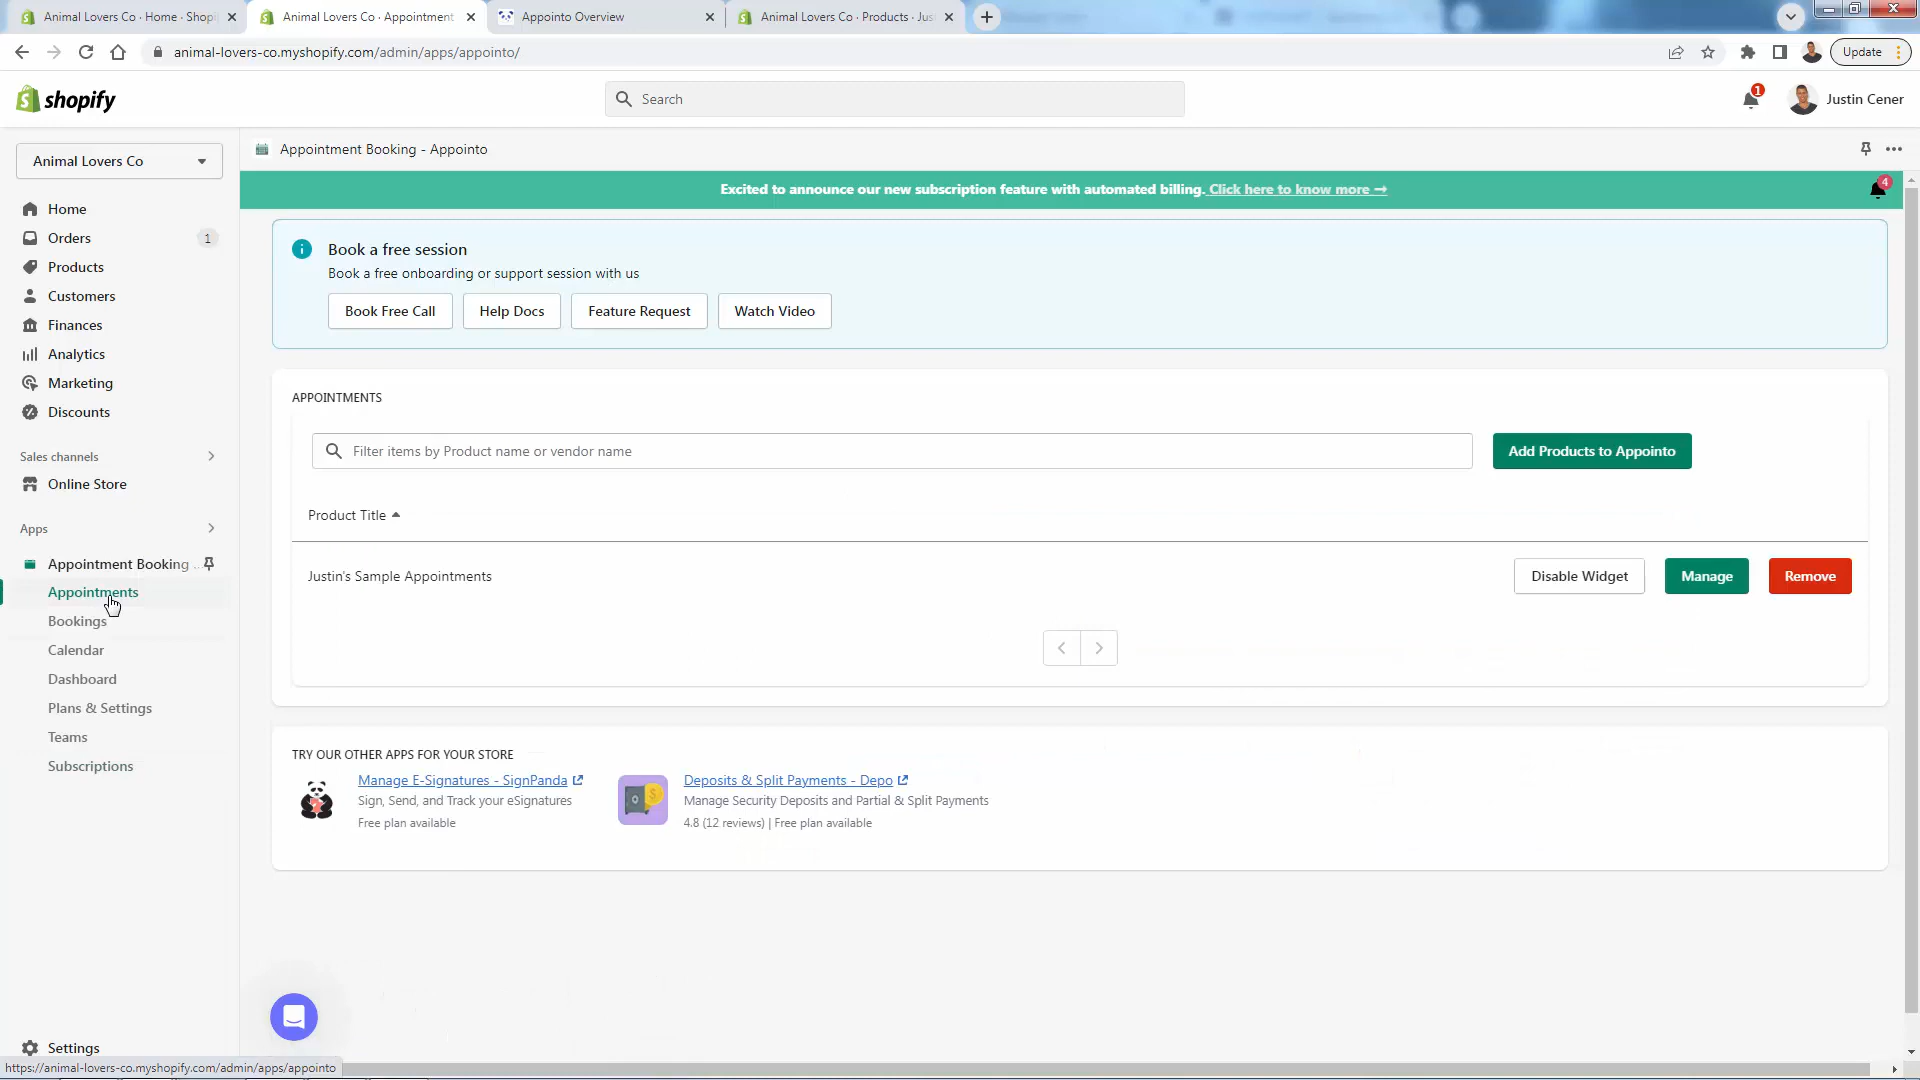 Animal Lovers Co · Home · Shopi
Animal Lovers Co · Appointment
Appointo Overview
Animal Lovers Co · Products · Jus
animal-lovers-co.myshopify.com/admin/apps/appointo/
Update
shopify
Search
1
Justin Cener
Animal Lovers Co
Appointment Booking - Appointo
Excited to announce our new subscription feature with automated billing. Click here to know more →
4
Home
Orders
1
Products
Customers
Finances
Analytics
Marketing
Discounts
Sales channels
Online Store
Apps
Appointment Booking ..
Appointments
Bookings
Calendar
Dashboard
Plans & Settings
Teams
Subscriptions
Settings
Book a free session
Book a free onboarding or support session with us
Book Free Call
Help Docs
Feature Request
Watch Video
APPOINTMENTS
Filter items by Product name or vendor name
Add Products to Appointo
Product Title
Justin's Sample Appointments
Disable Widget
Manage
Remove
TRY OUR OTHER APPS FOR YOUR STORE
Manage E-Signatures - SignPanda
Sign, Send, and Track your eSignatures
Free plan available
Deposits & Split Payments - Depo
Manage Security Deposits and Partial & Split Payments
4.8 (12 reviews) | Free plan available
https://animal-lovers-co.myshopify.com/admin/apps/appointo